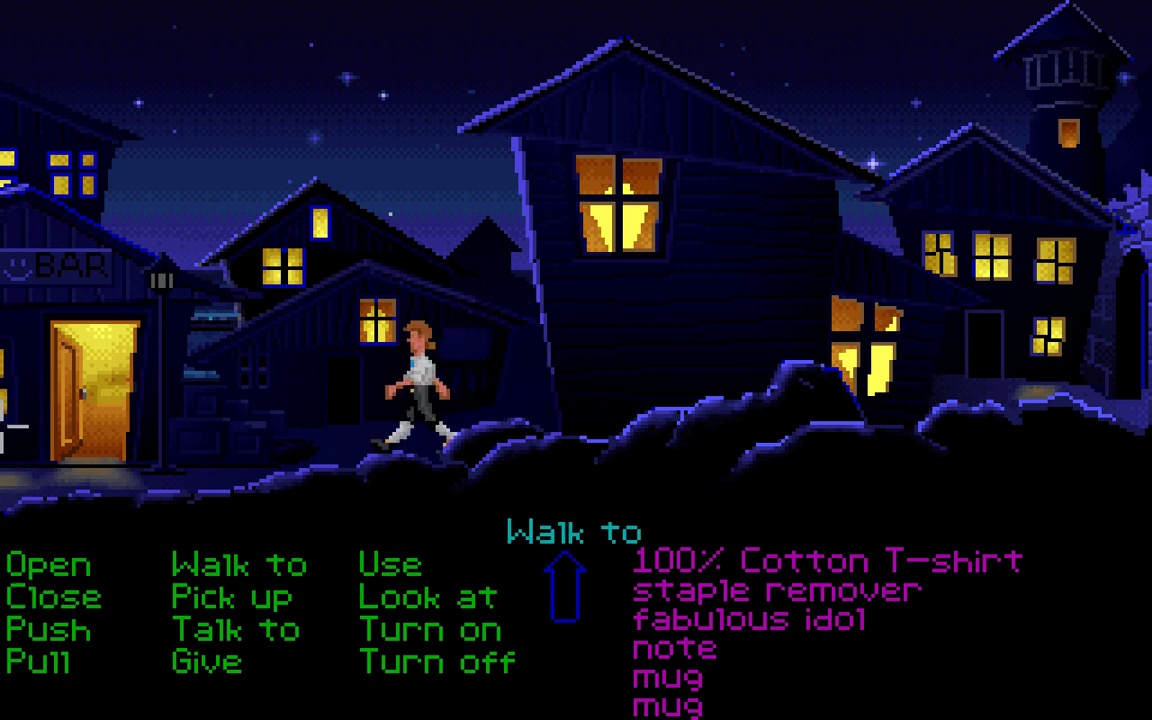 BAR
Walk to
Open Walk to Use
Close Pick up Look at
Push Talk to Turn on
Pull Give Turn off
100% Cotton T-shirt
staple remover
fabulous idol
note
mug
mug